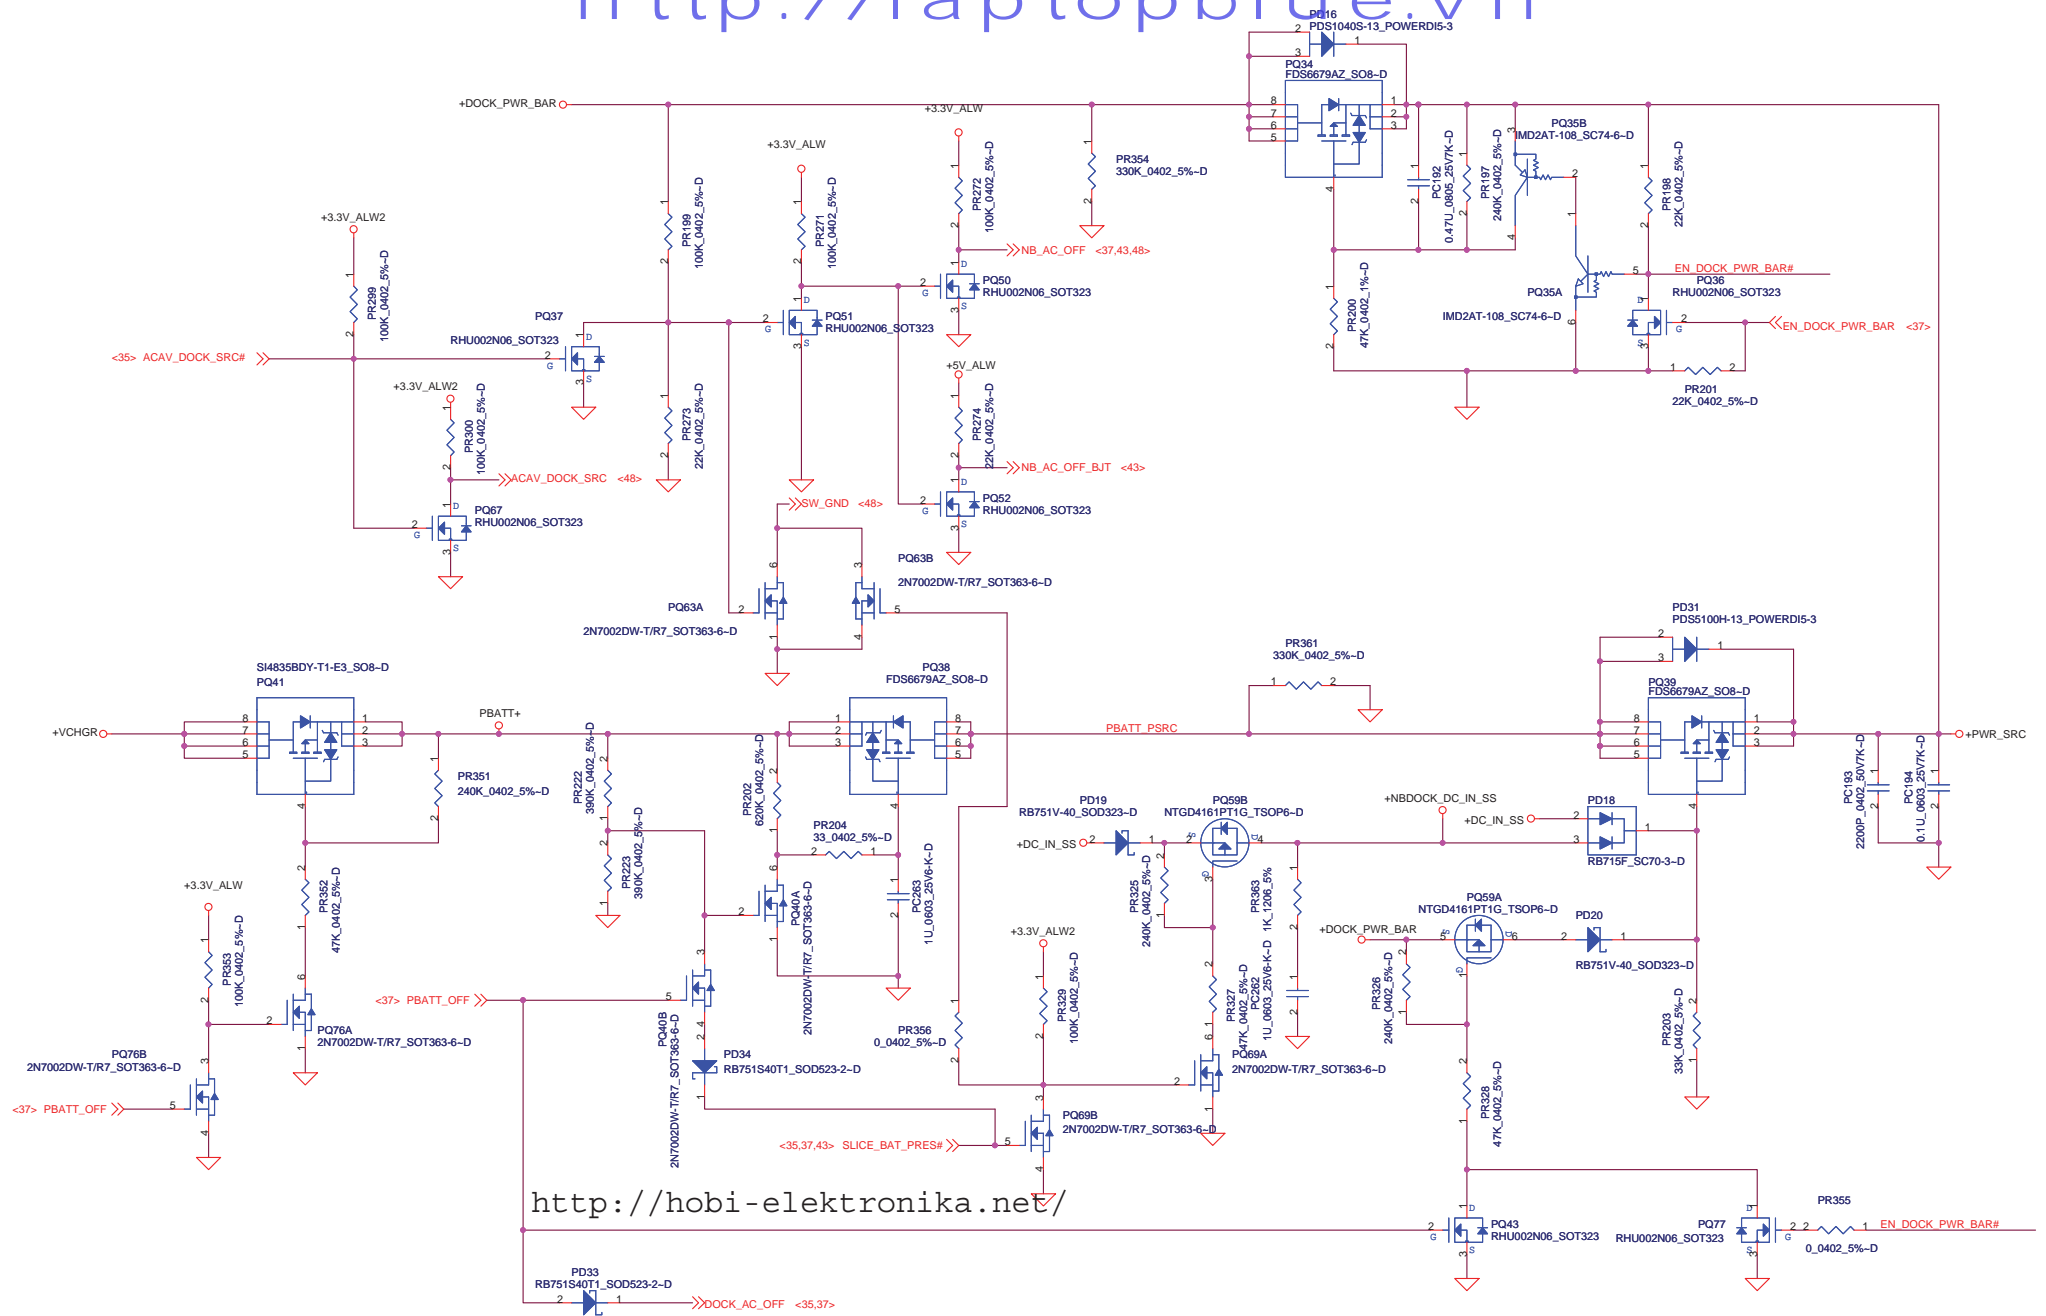 http://laptopblue.vn
PD16
PDS1040S-13_POWERDI5-3
PQ34
FDS6679AZ_SO8~D
+DOCK_PWR_BAR
+3.3V_ALW
PR272
100K_0402_5%~D
PR354
330K_0402_5%~D
PC192
0.47U_0805_25V7K~D
PR197
240K_0402_5%~D
PQ35B
IMD2AT-108_SC74-6~D
PR198
22K_0402_5%~D
+3.3V_ALW
PR271
100K_0402_5%~D
PR199
100K_0402_5%~D
+3.3V_ALW2
PR299
100K_0402_5%~D
NB_AC_OFF <37,43,48>
PQ50
RHU002N06_SOT323
PQ51
RHU002N06_SOT323
PQ37
RHU002N06_SOT323
<35> ACAV_DOCK_SRC#
PR200
47K_0402_1%~D
PQ35A
IMD2AT-108_SC74-6~D
EN_DOCK_PWR_BAR#
PQ36
RHU002N06_SOT323
EN_DOCK_PWR_BAR <37>
PR201
22K_0402_5%~D
+3.3V_ALW2
PR300
100K_0402_5%~D
PR273
22K_0402_5%~D
+5V_ALW
PR274
22K_0402_5%~D
NB_AC_OFF_BJT <43>
ACAV_DOCK_SRC <48>
PQ67
RHU002N06_SOT323
SW_GND <48>
PQ52
RHU002N06_SOT323
PQ63B
2N7002DW-T/R7_SOT363-6~D
PQ63A
2N7002DW-T/R7_SOT363-6~D
PD31
PDS5100H-13_POWERDI5-3
PR361
330K_0402_5%~D
SI4835BDY-T1-E3_SO8~D
PQ41
PQ38
FDS6679AZ_SO8~D
PQ39
FDS6679AZ_SO8~D
+VCHGR
PBATT+
PBATT_PSRC
+PWR_SRC
PR351
240K_0402_5%~D
PR222
390K_0402_5%~D
PR202
620K_0402_5%~D
PR204
33_0402_5%~D
PR223
390K_0402_5%~D
PC263
1U_0603_25V6-K~D
PD19
RB751V-40_SOD323~D
+DC_IN_SS
PQ59B
NTGD4161PT1G_TSOP6~D
+NBDOCK_DC_IN_SS
+DC_IN_SS
PD18
RB715F_SC70-3~D
PC193
2200P_0402_50V7K~D
PC194
0.1U_0603_25V7K~D
+3.3V_ALW
PR353
100K_0402_5%~D
PR352
47K_0402_5%~D
PQ40A
2N7002DW-T/R7_SOT363-6~D
PR325
240K_0402_5%~D
PR363
1K_1206_5%
PQ59A
NTGD4161PT1G_TSOP6~D
+DOCK_PWR_BAR
PD20
RB751V-40_SOD323~D
+3.3V_ALW2
PR329
100K_0402_5%~D
PR327
47K_0402_5%~D
PC262
1U_0603_25V6-K~D
PR326
240K_0402_5%~D
PR203
33K_0402_5%~D
<37> PBATT_OFF
PQ76A
2N7002DW-T/R7_SOT363-6~D
PQ40B
2N7002DW-T/R7_SOT363-6~D
PR356
0_0402_5%~D
PD34
RB751S40T1_SOD523-2~D
PQ76B
2N7002DW-T/R7_SOT363-6~D
<37> PBATT_OFF
PQ69A
2N7002DW-T/R7_SOT363-6~D
PQ69B
2N7002DW-T/R7_SOT363-6~D
<35,37,43> SLICE_BAT_PRES#
PR328
47K_0402_5%~D
http://hobi-elektronika.net/
PQ43
RHU002N06_SOT323
PQ77
RHU002N06_SOT323
PR355
0_0402_5%~D
EN_DOCK_PWR_BAR#
PD33
RB751S40T1_SOD523-2~D
DOCK_AC_OFF <35,37>